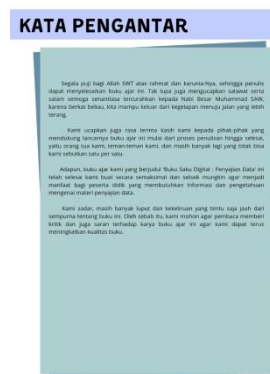 KATA PENGANTAR
Segala puji bagi Allah SWT atas rahmat dan karunia-Nya, sehingga penulis
dapat menyelesaikan buku ajar ini. Tak lupa juga mengucapkan salawat serta
salam semoga senantiasa tercurahkan kepada Nabi Besar Muhammad SAW,
karena berkat beliau, kita mampu keluar dari kegelapan menuju jalan yang lebih
terang.
Kami ucapkan juga rasa terima kasih kami kepada pihak-pihak yang
mendukung lancarnya buku ajar ini mulai dari proses penulisan hingga selesai,
yaitu orang tua kami, teman-teman kami, dan masih banyak lagi yang tidak bisa
kami sebutkan satu per satu.
Adapun, buku ajar kami yang berjudul 'Buku Saku Digital : Penyajian Data' ini
telah selesai kami buat secara semaksimal dan sebaik mungkin agar menjadi
manfaat bagi peserta didik yang membutuhkan informasi dan pengetahuan
mengenai materi penyajian data.
Kami sadar, masih banyak luput dan kekeliruan yang tentu saja jauh dari
sempurna tentang buku ini. Oleh sebab itu, kami mohon agar pembaca memberi
kritik dan juga saran terhadap karya buku ajar ini agar kami dapat terus
meningkatkan kualitas buku.